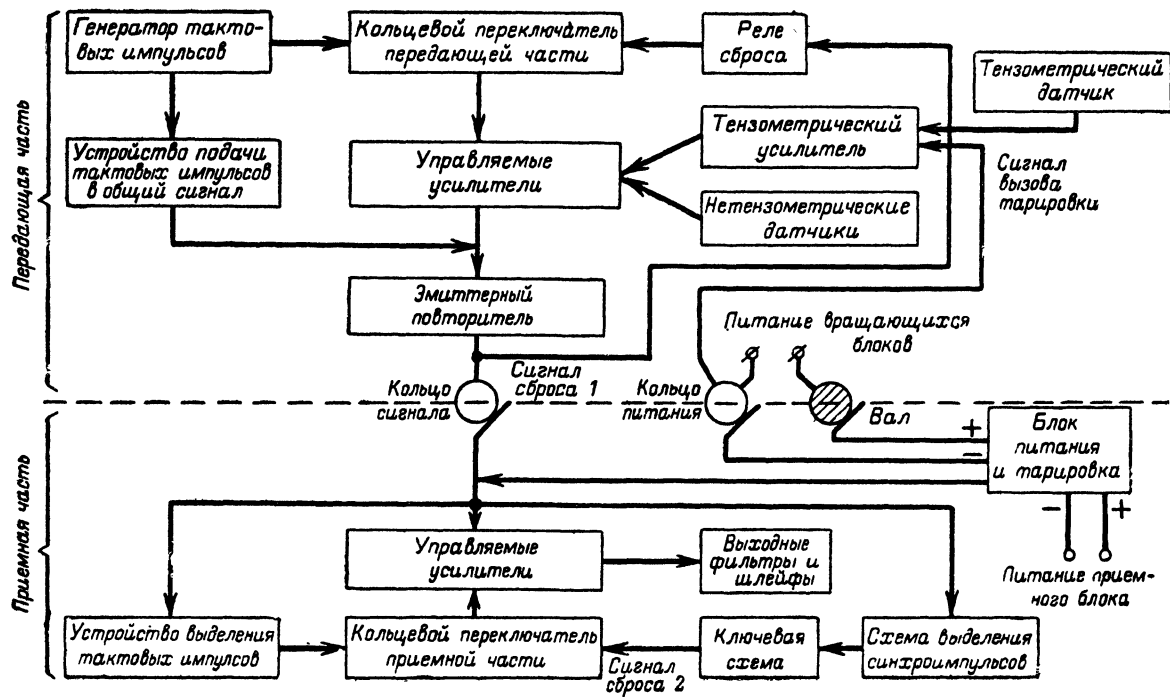 Передающая часть
Генератор такто-
вых импульсов
Кольцевой переключатель
передающей части
Реле
сброса
Тензометрический
датчик
Устройство подачи
тактовых импульсов
в общий сигнал
Управляемые
усилители
Тензометрический
усилитель
Сигнал
вызова
тарировки
Нетензометрические
датчики
Эмиттерный
повторитель
Питание вращающихся
блоков
Сигнал
сброса 1
Кольцо
сигнала
Кольцо
питания
Вал
Приемная часть
+
−
Блок
питания
и тарировка
− +
Питание прием-
ного блока
Управляемые
усилители
Выходные
фильтры и
шлейфы
Устройство выделения
тактовых импулсов
Кольцевой переключатель
приемной части
Сигнал
сброса 2
Ключевая
схема
Схема выделения
синхроимпульсов